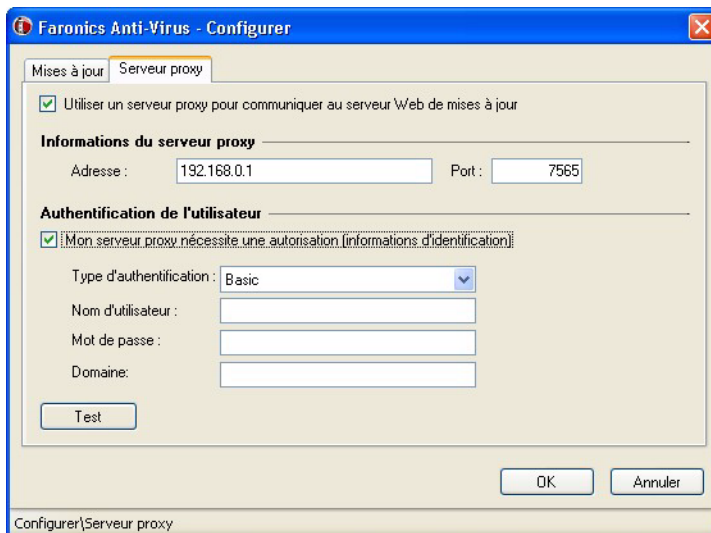 Faronics Anti-Virus - Configurer
Mises à jour Serveur proxy
Utiliser un serveur proxy pour communiquer au serveur Web de mises à jour
Informations du serveur proxy
Adresse : 192.168.0.1 Port : 7565
Authentification de l'utilisateur
Mon serveur proxy nécessite une autorisation (informations d'identification)
Type d'authentification : Basic
Nom d'utilisateur :
Mot de passe :
Domaine:
Test
OK Annuler
Configurer\Serveur proxy